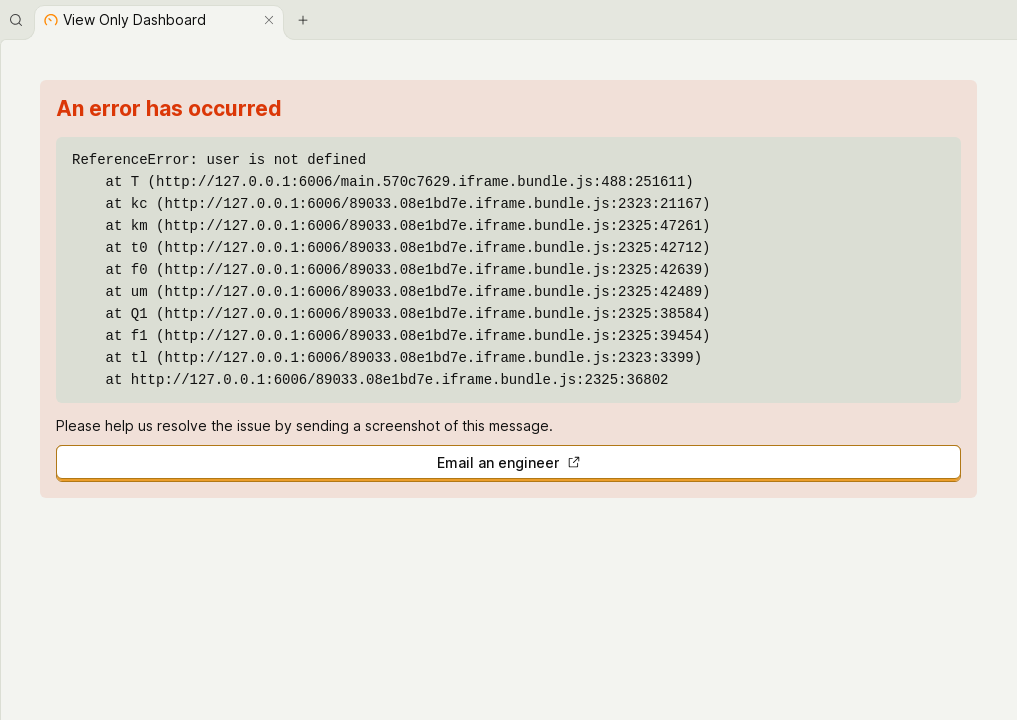 View Only Dashboard
An error has occurred
ReferenceError: user is not defined
    at T (http://127.0.0.1:6006/main.570c7629.iframe.bundle.js:488:251611)
    at kc (http://127.0.0.1:6006/89033.08e1bd7e.iframe.bundle.js:2323:21167)
    at km (http://127.0.0.1:6006/89033.08e1bd7e.iframe.bundle.js:2325:47261)
    at t0 (http://127.0.0.1:6006/89033.08e1bd7e.iframe.bundle.js:2325:42712)
    at f0 (http://127.0.0.1:6006/89033.08e1bd7e.iframe.bundle.js:2325:42639)
    at um (http://127.0.0.1:6006/89033.08e1bd7e.iframe.bundle.js:2325:42489)
    at Q1 (http://127.0.0.1:6006/89033.08e1bd7e.iframe.bundle.js:2325:38584)
    at f1 (http://127.0.0.1:6006/89033.08e1bd7e.iframe.bundle.js:2325:39454)
    at tl (http://127.0.0.1:6006/89033.08e1bd7e.iframe.bundle.js:2323:3399)
    at http://127.0.0.1:6006/89033.08e1bd7e.iframe.bundle.js:2325:36802
Please help us resolve the issue by sending a screenshot of this message.
Email an engineer